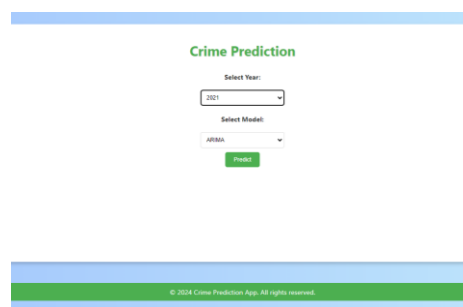 Crime Prediction
Select Year:
2021
Select Model:
ARIMA
Predict
© 2024 Crime Prediction App. All rights reserved.